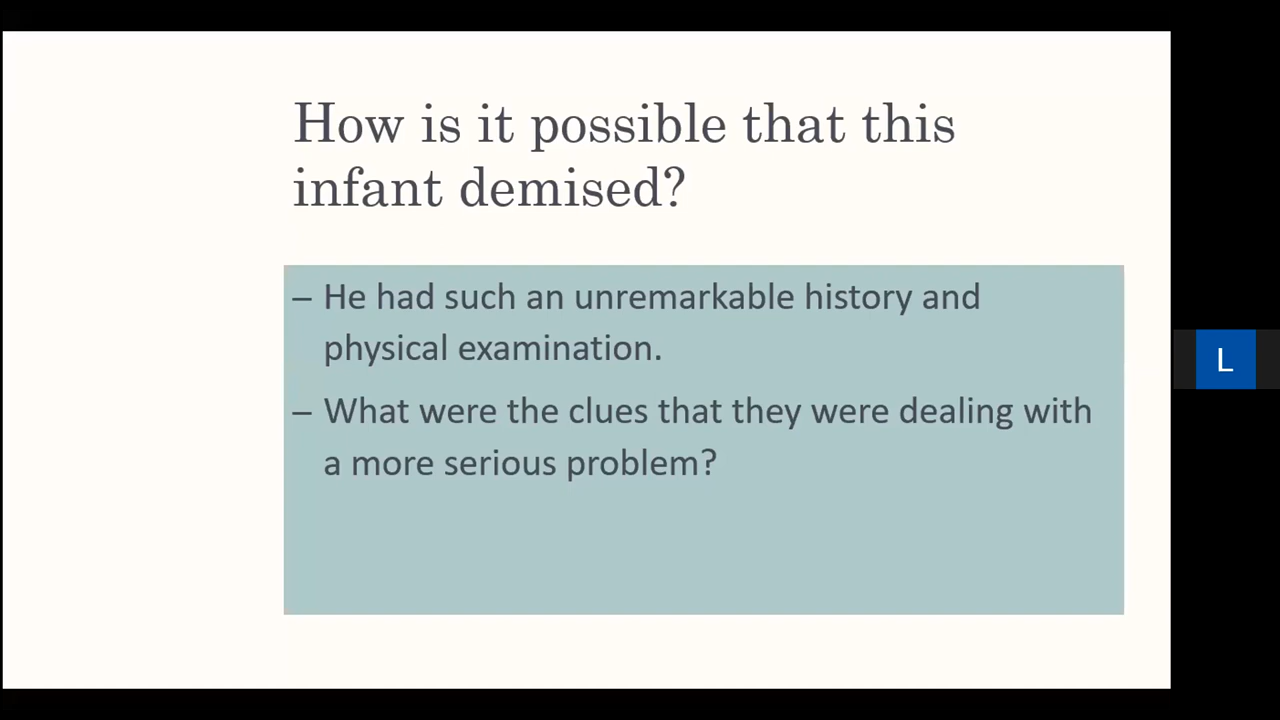 How is it possible that this
infant demised?
– He had such an unremarkable history and
physical examination.
– What were the clues that they were dealing with
a more serious problem?
L